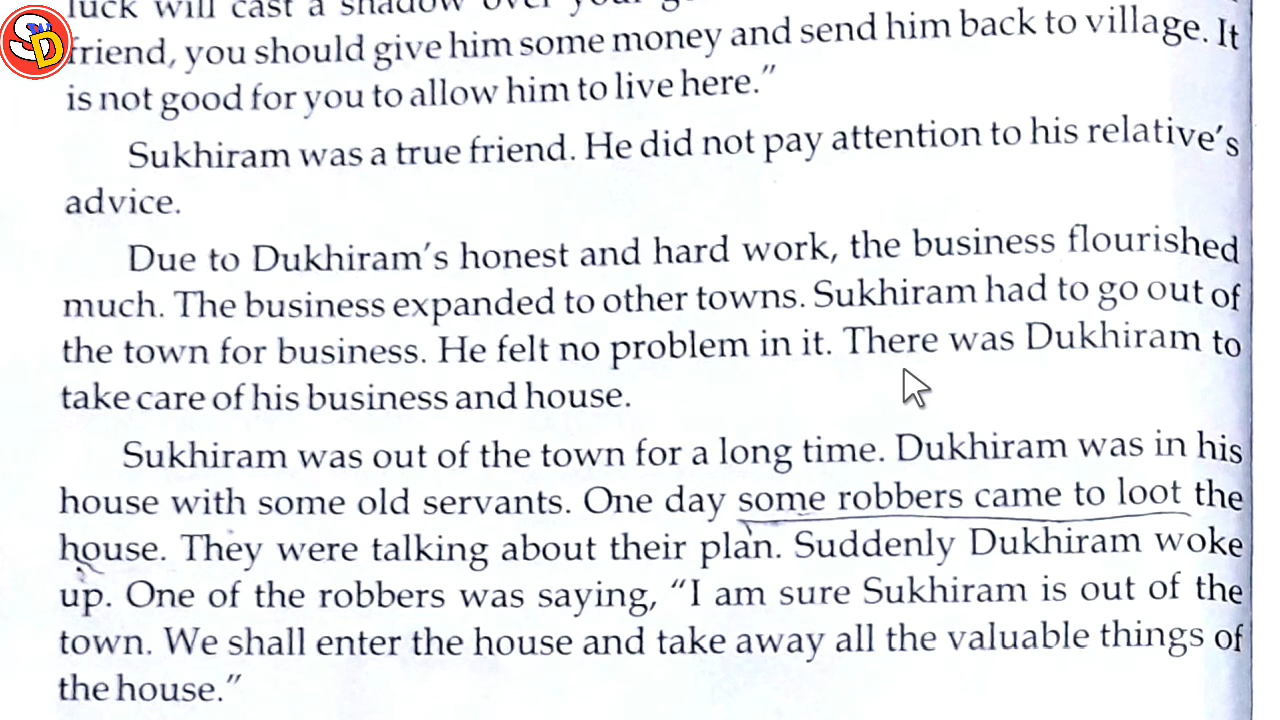 luck will cast a shadow over
friend, you should give him some money and send him back to village. It
is not good for you to allow him to live here.”
Sukhiram was a true friend. He did not pay attention to his relative’s
advice.
Due to Dukhiram’s honest and hard work, the business flourished
much. The business expanded to other towns. Sukhiram had to go out of
the town for business. He felt no problem in it. There was Dukhiram to
take care of his business and house.
Sukhiram was out of the town for a long time. Dukhiram was in his
house with some old servants. One day some robbers came to loot the
house. They were talking about their plan. Suddenly Dukhiram woke
up. One of the robbers was saying, “I am sure Sukhiram is out of the
town. We shall enter the house and take away all the valuable things of
the house.”